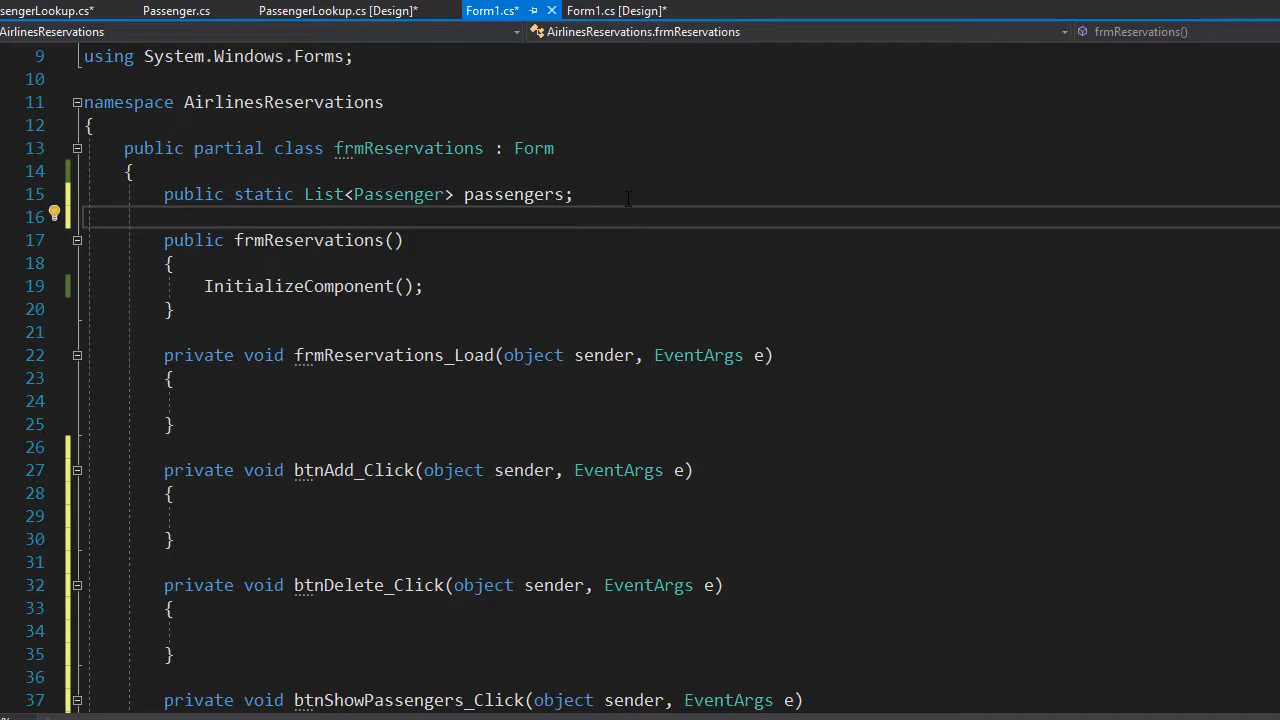 sengerLookup.cs* Passenger.cs PassengerLookup.cs [Design]* Form1.cs* Form1.cs [Design]*
AirlinesReservations AirlinesReservations.frmReservations frmReservations()
9 using System.Windows.Forms;
10
11 namespace AirlinesReservations
12 {
13 public partial class frmReservations : Form
14 {
15 public static List<Passenger> passengers;
16
17 public frmReservations()
18 {
19 InitializeComponent();
20 }
21
22 private void frmReservations_Load(object sender, EventArgs e)
23 {
24
25 }
26
27 private void btnAdd_Click(object sender, EventArgs e)
28 {
29
30 }
31
32 private void btnDelete_Click(object sender, EventArgs e)
33 {
34
35 }
36
37 private void btnShowPassengers_Click(object sender, EventArgs e)